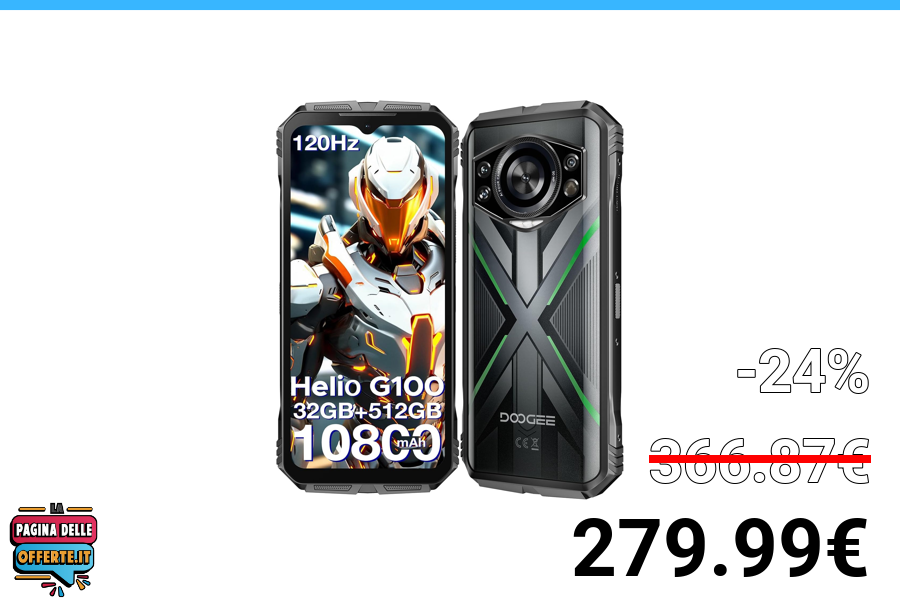 120Hz
Helio G100
32GB+512GB
10800
mAh
DOOGEE
CE
-24%
366.87€
279.99€
LA
PAGINA DELLE
OFFERTE.IT